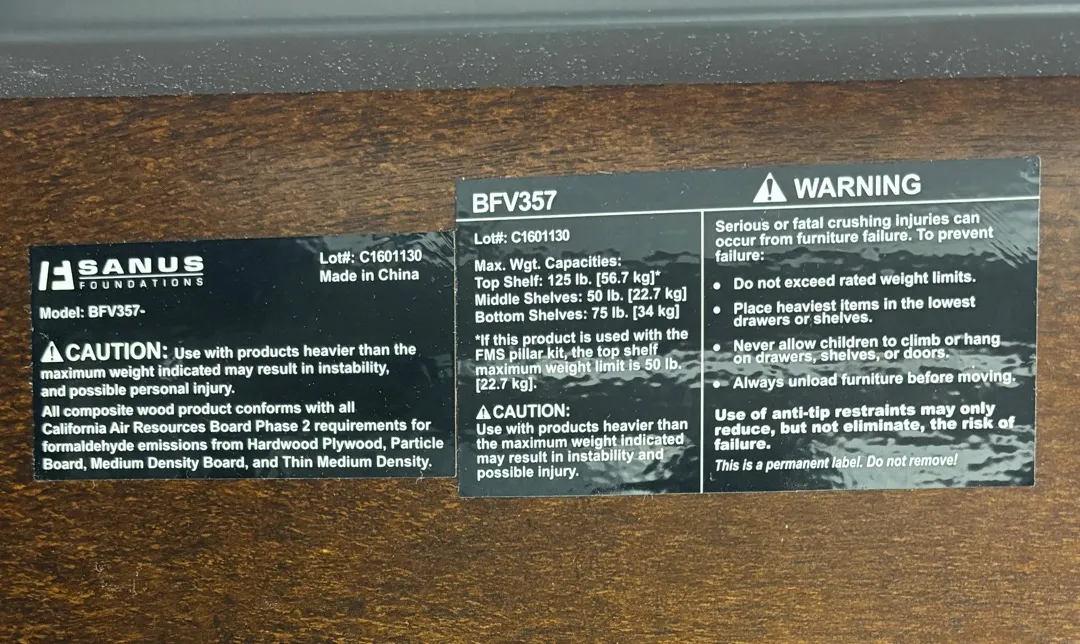 SANUS
FOUNDATIONS
Lot#: C1601130
Made in China
Model: BFV357-
⚠CAUTION: Use with products heavier than the
maximum weight indicated may result in instability,
and possible personal injury.
All composite wood product conforms with all
California Air Resources Board Phase 2 requirements for
formaldehyde emissions from Hardwood Plywood, Particle
Board, Medium Density Board, and Thin Medium Density.
BFV357
Lot#: C1601130
Max. Wgt. Capacities:
Top Shelf: 125 lb. [56.7 kg]*
Middle Shelves: 50 lb. [22.7 kg]
Bottom Shelves: 75 lb. [34 kg]
*If this product is used with the
FMS pillar kit, the top shelf
maximum weight limit is 50 lb.
[22.7 kg].
⚠CAUTION:
Use with products heavier than
the maximum weight indicated
may result in instability and
possible injury.
⚠ WARNING
Serious or fatal crushing injuries can
occur from furniture failure. To prevent
failure:
• Do not exceed rated weight limits.
• Place heaviest items in the lowest
drawers or shelves.
• Never allow children to climb or hang
on drawers, shelves, or doors.
• Always unload furniture before moving.
Use of anti-tip restraints may only
reduce, but not eliminate, the risk of
failure.
This is a permanent label. Do not remove!